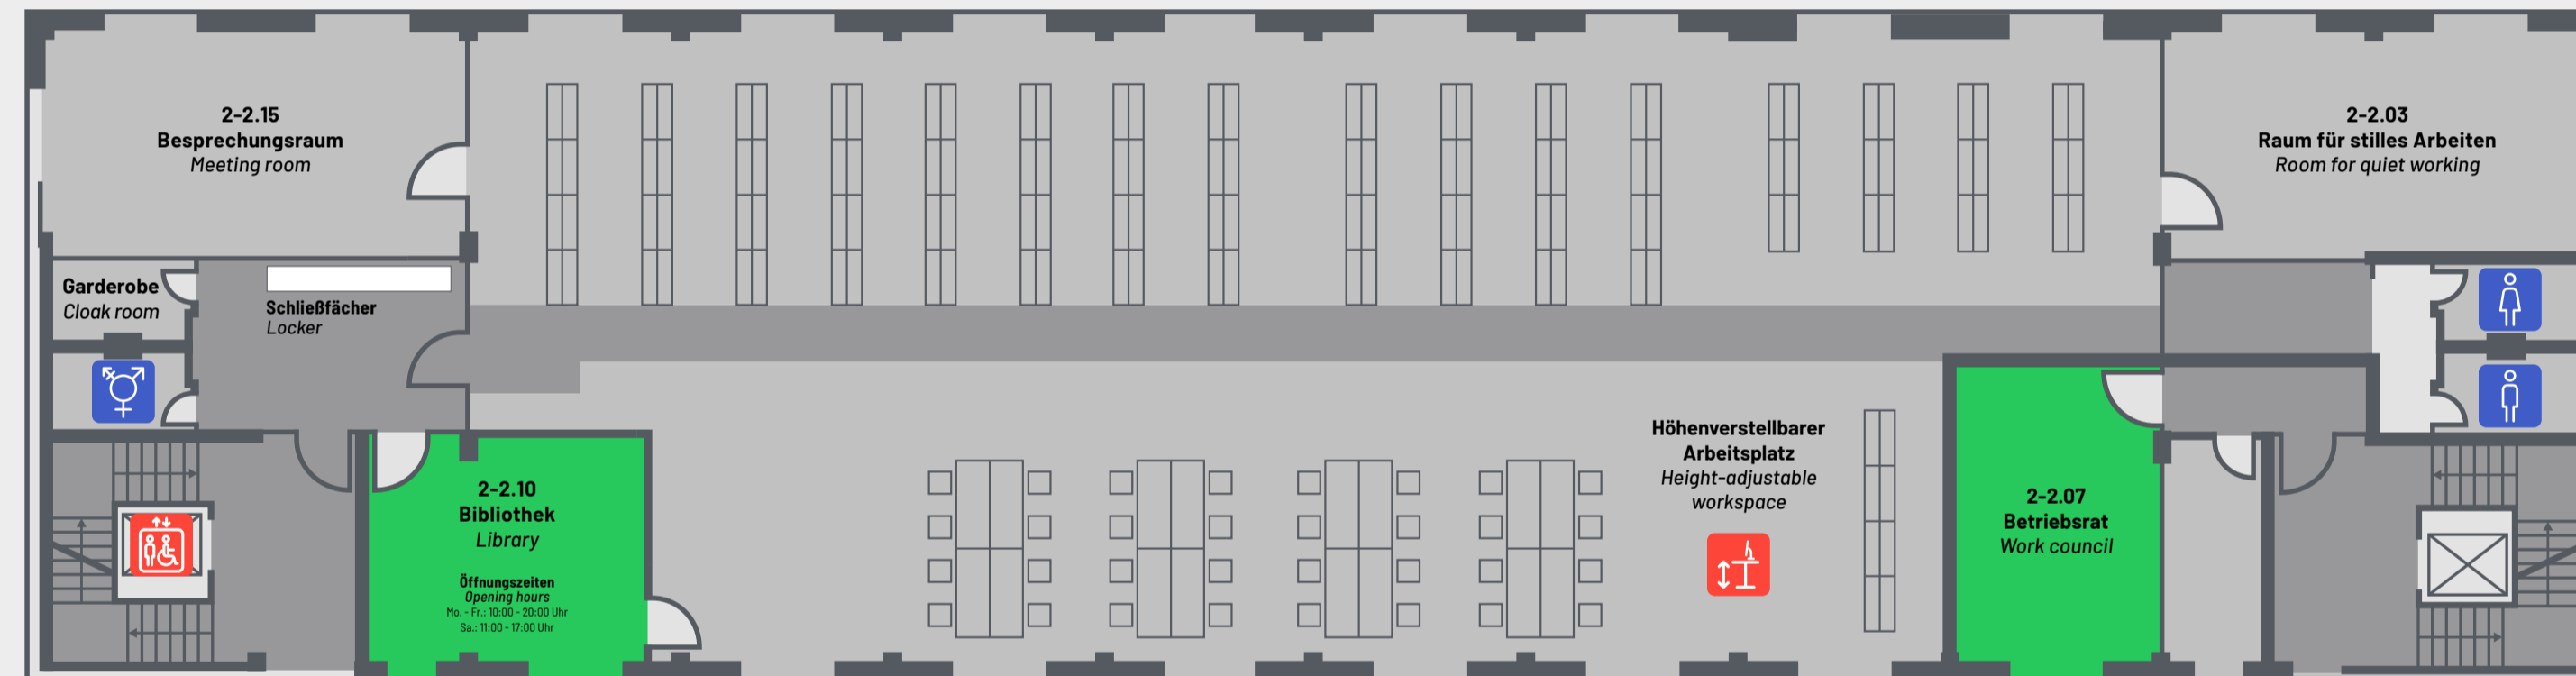 2-2.15
Besprechungsraum
Meeting room
2-2.03
Raum für stilles Arbeiten
Room for quiet working
Garderobe
Cloak room
Schließfächer
Locker
2-2.10
Bibliothek
Library
Öffnungszeiten
Opening hours
Mo. - Fr.: 10:00 - 20:00 Uhr
Sa.: 11:00 - 17:00 Uhr
Höhenverstellbarer
Arbeitsplatz
Height-adjustable
workspace
2-2.07
Betriebsrat
Work council